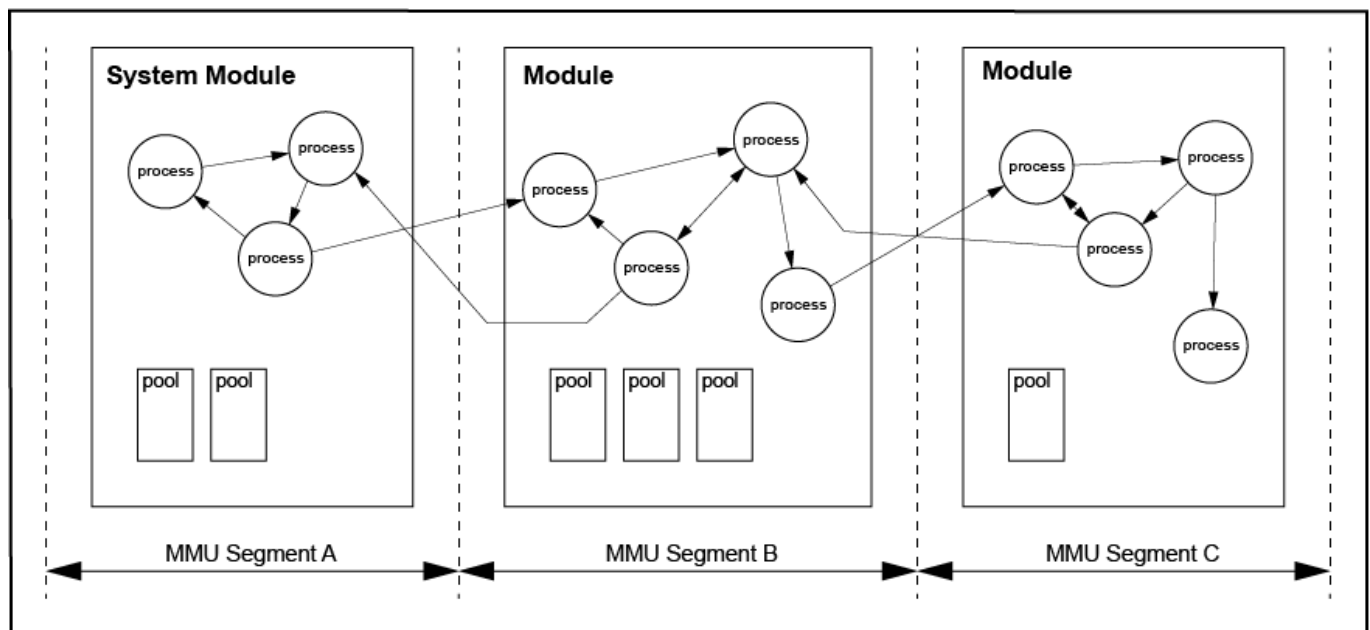 System Module
process
process
process
pool
pool
MMU Segment A
Module
process
process
process
process
pool
pool
pool
MMU Segment B
Module
process
process
process
process
pool
MMU Segment C